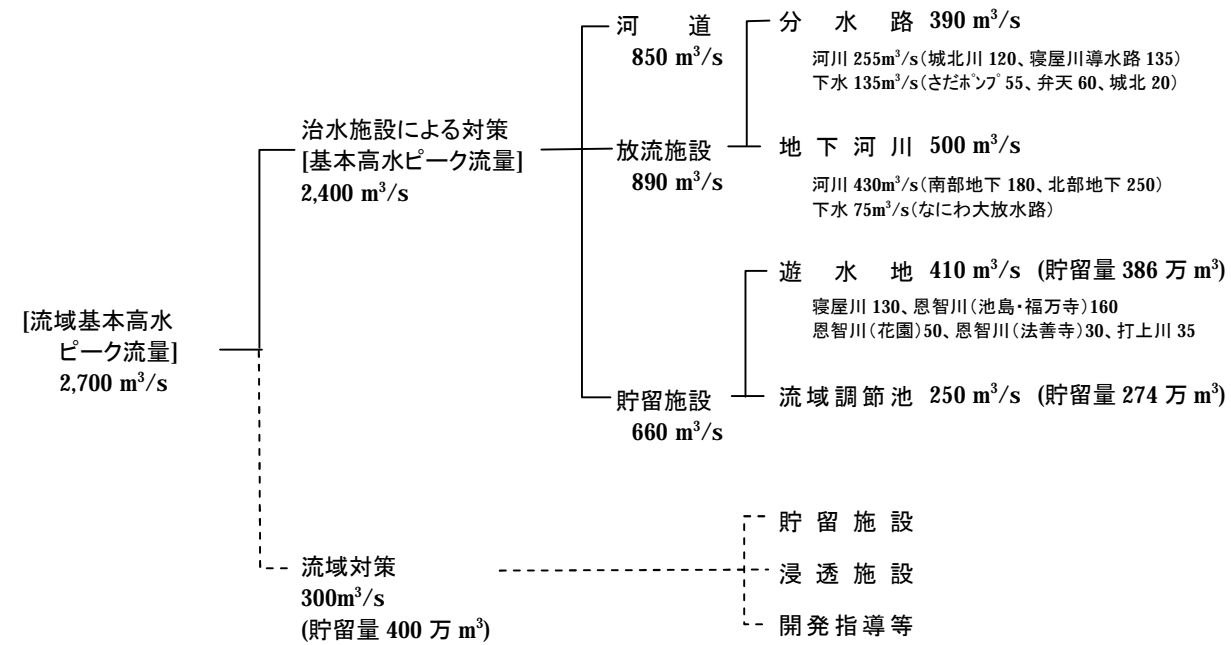 [流域基本高水
ピーク流量]
2,700 m³/s
治水施設による対策
[基本高水ピーク流量]
2,400 m³/s
河　道
850 m³/s
放流施設
890 m³/s
分　水　路 390 m³/s
河川 255m³/s(城北川 120、寝屋川導水路 135)
下水 135m³/s(さだポンプ 55、弁天 60、城北 20)
地 下 河 川 500 m³/s
河川 430m³/s(南部地下 180、北部地下 250)
下水 75m³/s(なにわ大放水路)
貯留施設
660 m³/s
遊　水　地 410 m³/s (貯留量 386 万 m³)
寝屋川 130、恩智川(池島・福万寺)160
恩智川(花園)50、恩智川(法善寺)30、打上川 35
流域調節池 250 m³/s (貯留量 274 万 m³)
流域対策
300m³/s
(貯留量 400 万 m³)
貯 留 施 設
浸 透 施 設
開発指導等